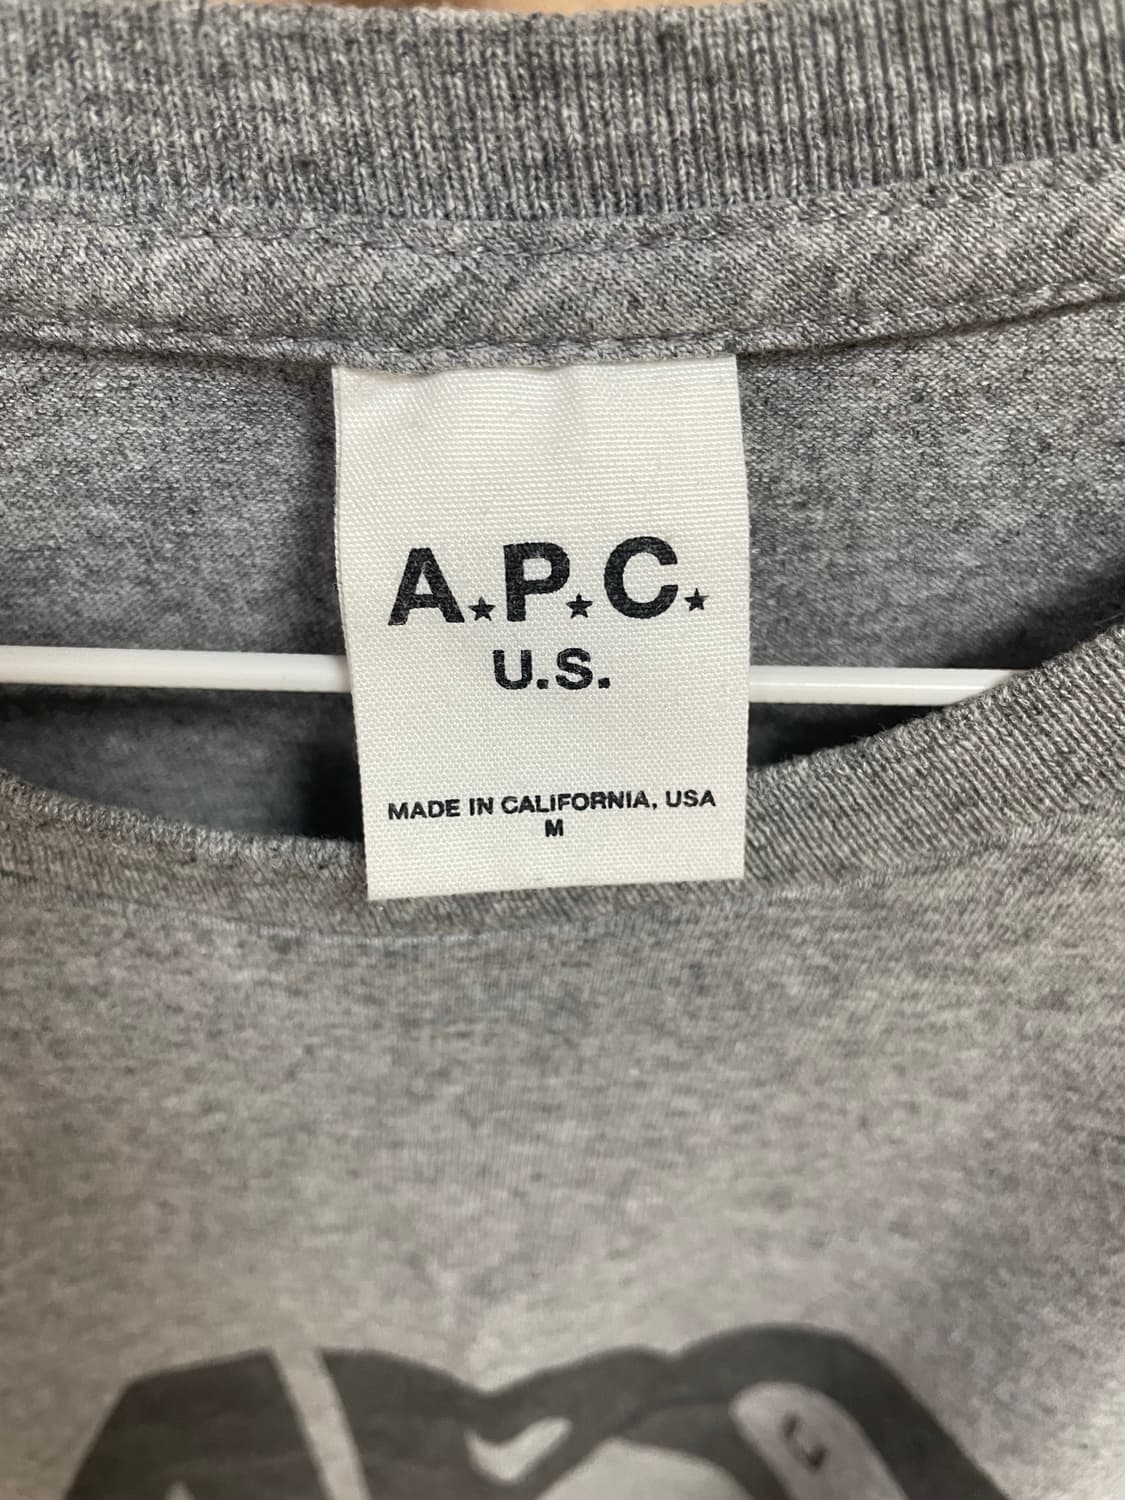 A.P.C.
U.S.
MADE IN CALIFORNIA, USA
M